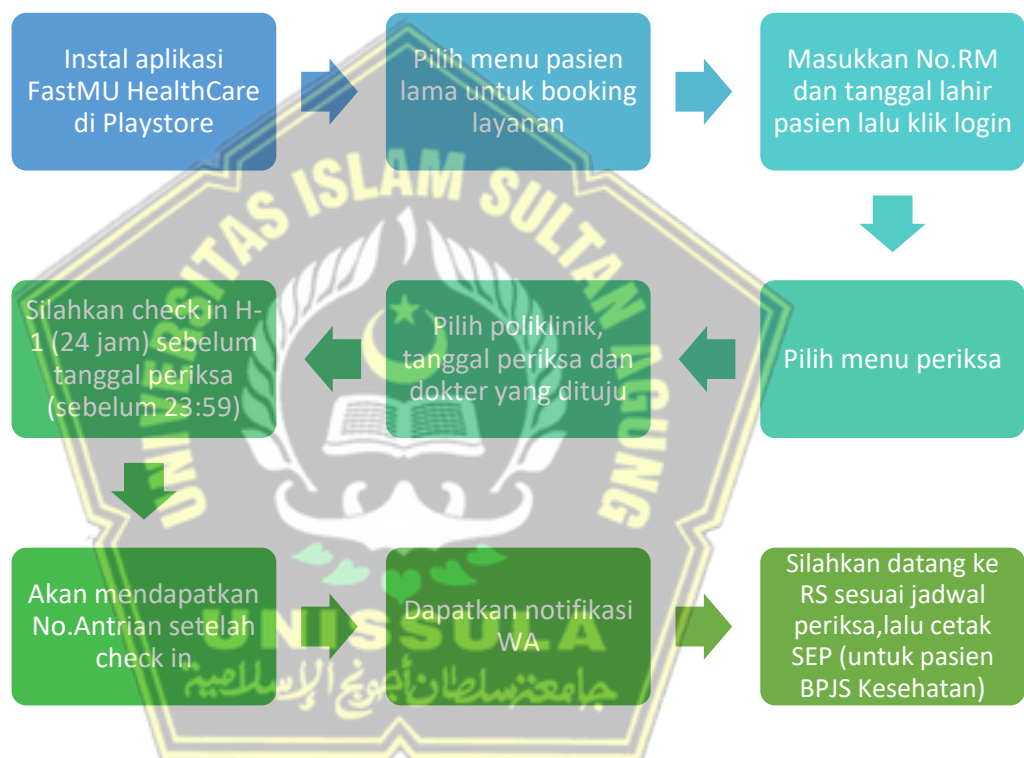 Instal aplikasi
FastMU HealthCare
di Playstore
Pilih menu pasien
lama untuk booking
layanan
Masukkan No.RM
dan tanggal lahir
pasien lalu klik login
Pilih menu periksa
Pilih poliklinik,
tanggal periksa dan
dokter yang dituju
Silahkan check in H-
1 (24 jam) sebelum
tanggal periksa
(sebelum 23:59)
Akan mendapatkan
No.Antrian setelah
check in
Dapatkan notifikasi
WA
Silahkan datang ke
RS sesuai jadwal
periksa,lalu cetak
SEP (untuk pasien
BPJS Kesehatan)
UNIVERSITAS ISLAM SULTAN AGUNG
UNISSULA
جامعتسلطان أجونج الإسلامية